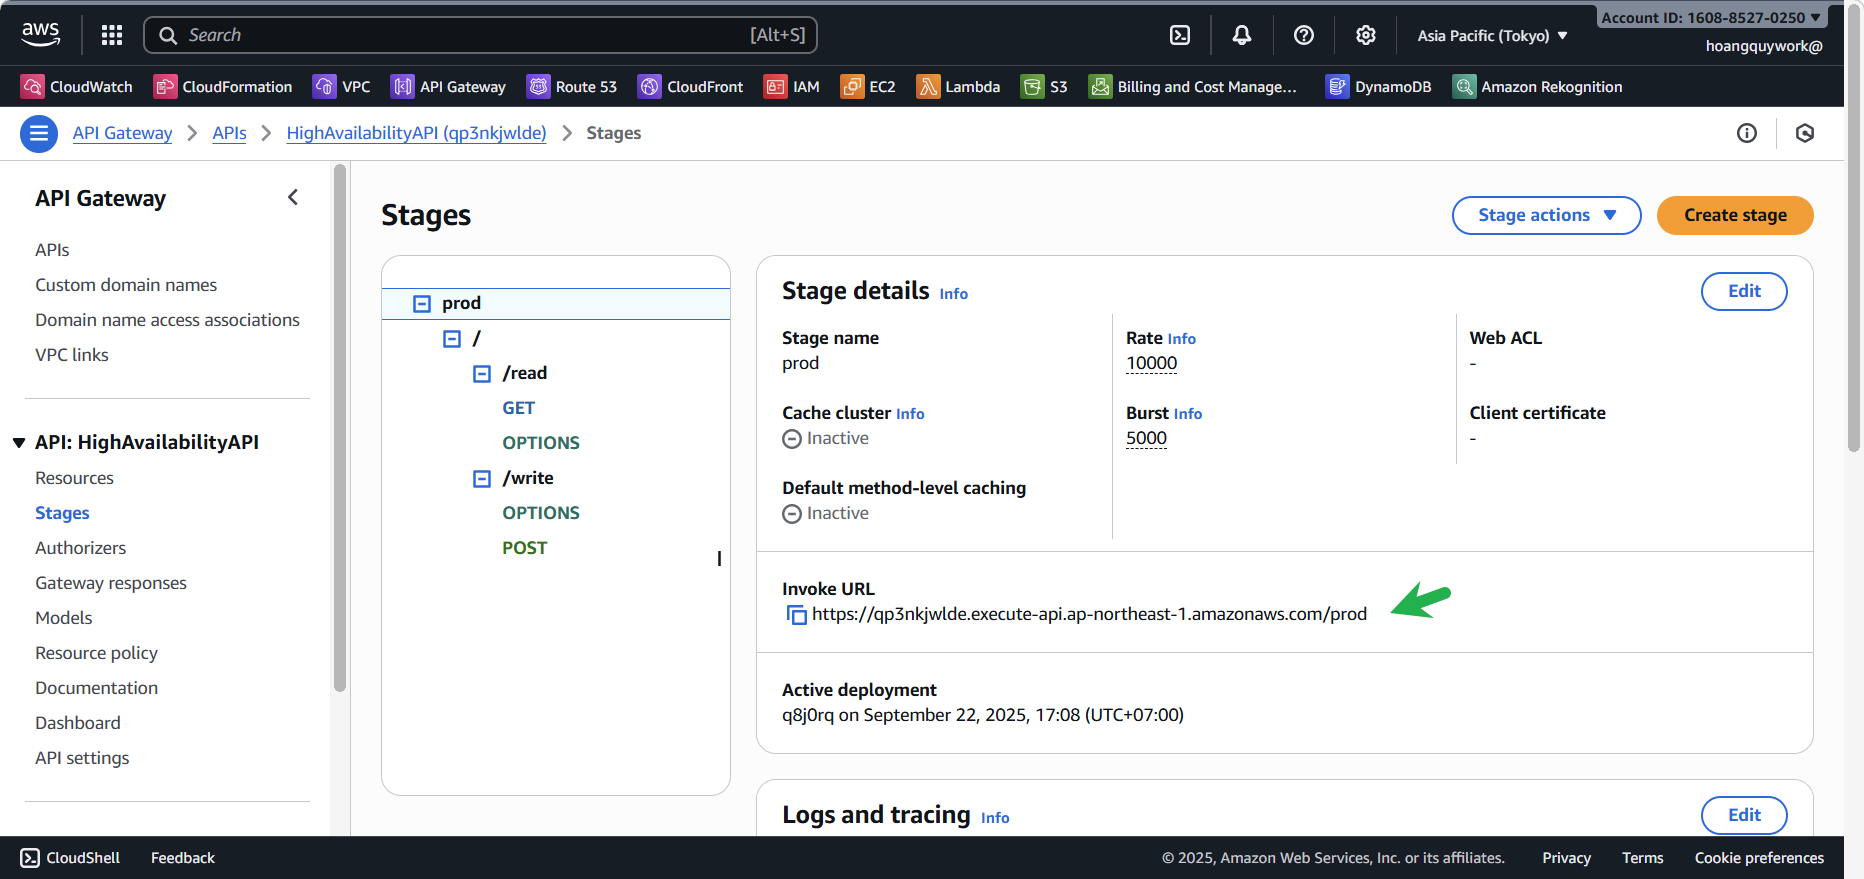 aws
Search
[Alt+S]
Asia Pacific (Tokyo)
Account ID: 1608-8527-0250
hoangquywork@
CloudWatch
CloudFormation
VPC
API Gateway
Route 53
CloudFront
IAM
EC2
Lambda
S3
Billing and Cost Manage...
DynamoDB
Amazon Rekognition
API Gateway
APIs
HighAvailabilityAPI (qp3nkjwlde)
Stages
API Gateway
APIs
Custom domain names
Domain name access associations
VPC links
API: HighAvailabilityAPI
Resources
Stages
Authorizers
Gateway responses
Models
Resource policy
Documentation
Dashboard
API settings
Stages
Stage actions
Create stage
prod
/
/read
GET
OPTIONS
/write
OPTIONS
POST
Stage details Info
Edit
Stage name
prod
Rate Info
10000
Web ACL
-
Cache cluster Info
Inactive
Burst Info
5000
Client certificate
-
Default method-level caching
Inactive
Invoke URL
https://qp3nkjwlde.execute-api.ap-northeast-1.amazonaws.com/prod
Active deployment
q8j0rq on September 22, 2025, 17:08 (UTC+07:00)
Logs and tracing Info
Edit
CloudShell
Feedback
© 2025, Amazon Web Services, Inc. or its affiliates.
Privacy
Terms
Cookie preferences